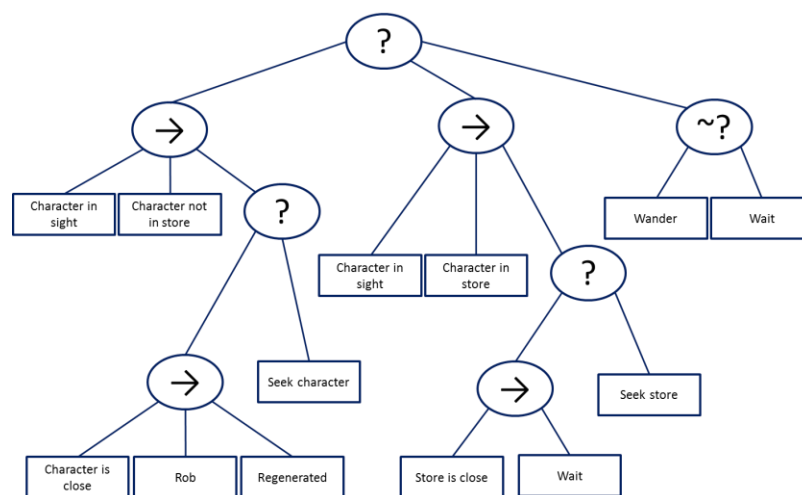 ?
→
→
~?
Character in
sight
Character not
in store
?
Character in
sight
Character in
store
?
Wander
Wait
→
Seek character
→
Seek store
Character is
close
Rob
Regenerated
Store is close
Wait